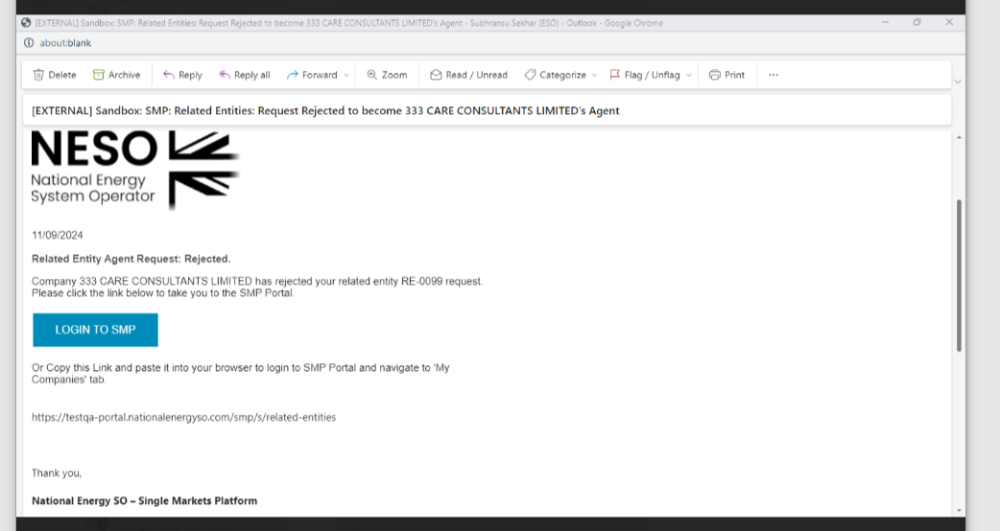 [EXTERNAL] Sandbox: SMP: Related Entities: Request Rejected to become 333 CARE CONSULTANTS LIMITED's Agent - Subhransu Sekhar (ESO) - Outlook - Google Chrome
about:blank
Delete Archive Reply Reply all Forward Zoom Read / Unread Categorize Flag / Unflag Print ...
[EXTERNAL] Sandbox: SMP: Related Entities: Request Rejected to become 333 CARE CONSULTANTS LIMITED's Agent
NESO
National Energy
System Operator
11/09/2024
Related Entity Agent Request: Rejected.
Company 333 CARE CONSULTANTS LIMITED has rejected your related entity RE-0099 request.
Please click the link below to take you to the SMP Portal.
LOGIN TO SMP
Or Copy this Link and paste it into your browser to login to SMP Portal and navigate to 'My
Companies' tab.
https://testqa-portal.nationalenergyso.com/smp/s/related-entities
Thank you,
National Energy SO – Single Markets Platform